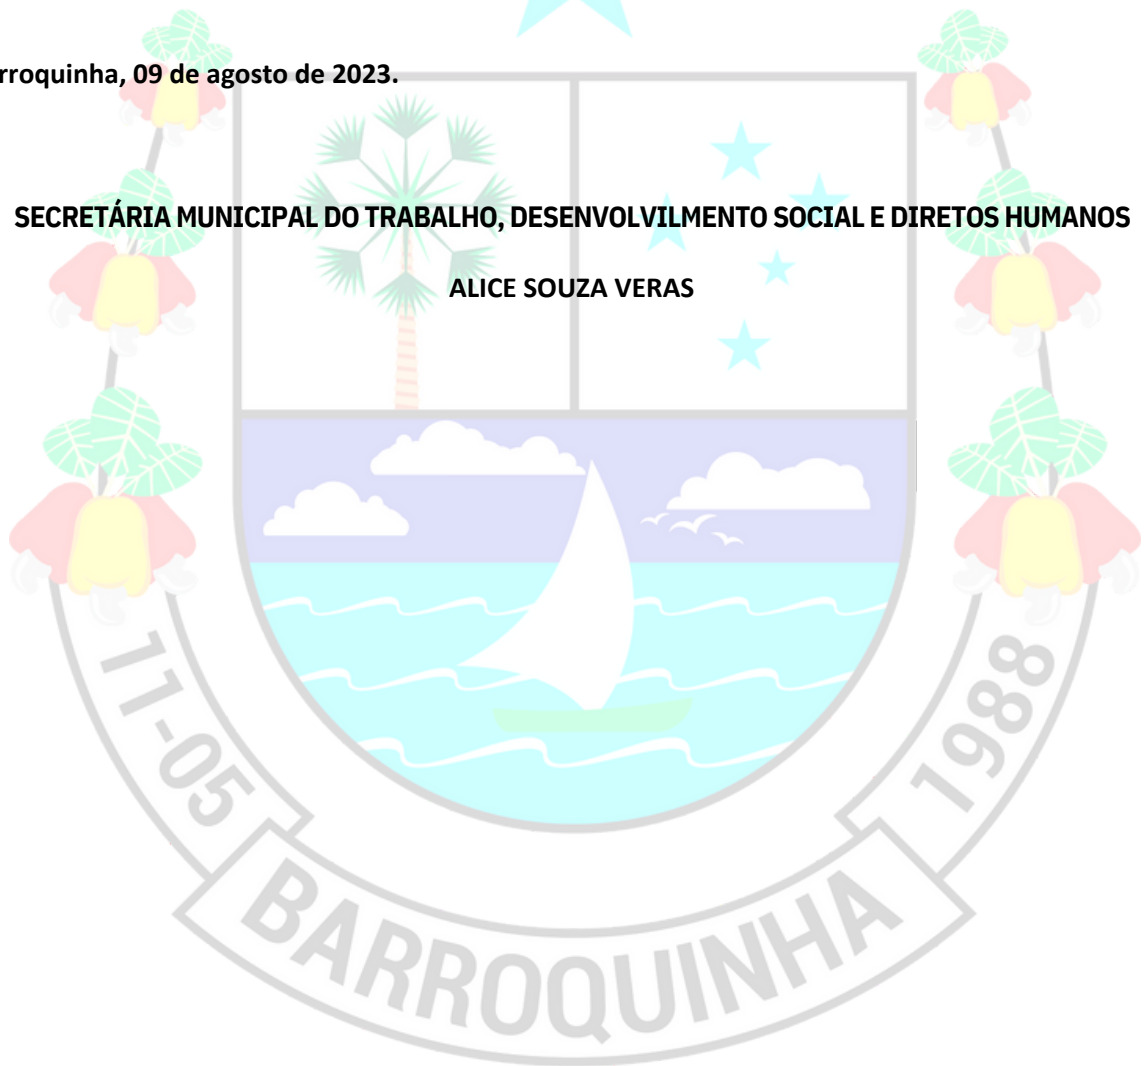 rroquinha, 09 de agosto de 2023.
SECRETÁRIA MUNICIPAL DO TRABALHO, DESENVOLVILMENTO SOCIAL E DIRETOS HUMANOS
ALICE SOUZA VERAS
11-05
BARROQUINHA
1988